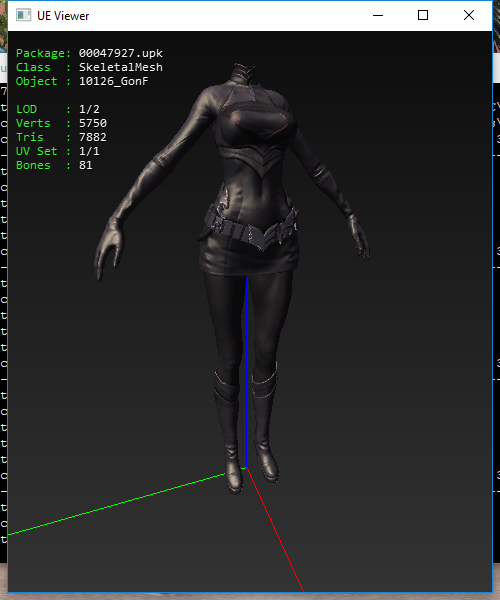 UE Viewer
Package: 00047927.upk
Class : SkeletalMesh
Object : 10126_GonF
LOD : 1/2
Verts : 5750
Tris : 7882
UV Set : 1/1
Bones : 81